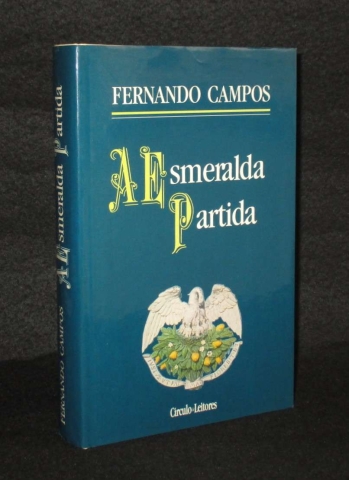 FERNANDO CAMPOS
A Esmeralda
Partida
Círculo de Leitores
FERNANDO CAMPOS A Esmeralda Partida